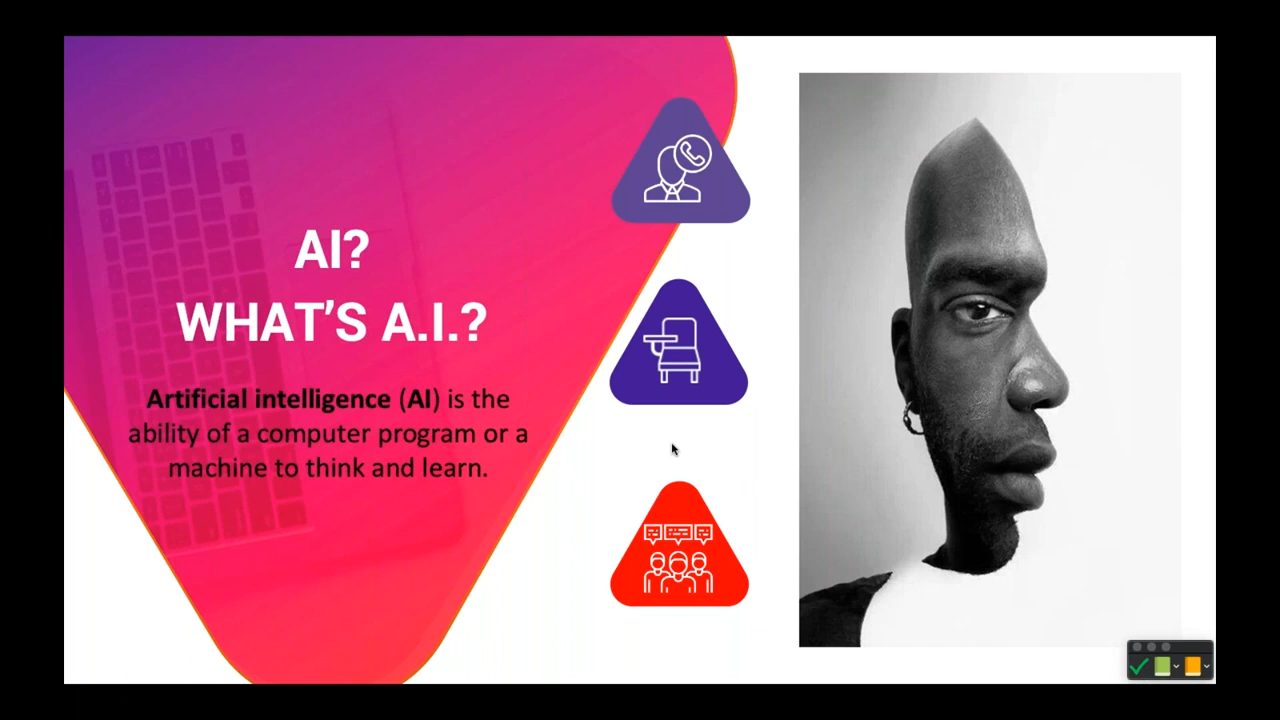 AI?
WHAT’S A.I.?
Artificial intelligence (AI) is the
ability of a computer program or a
machine to think and learn.